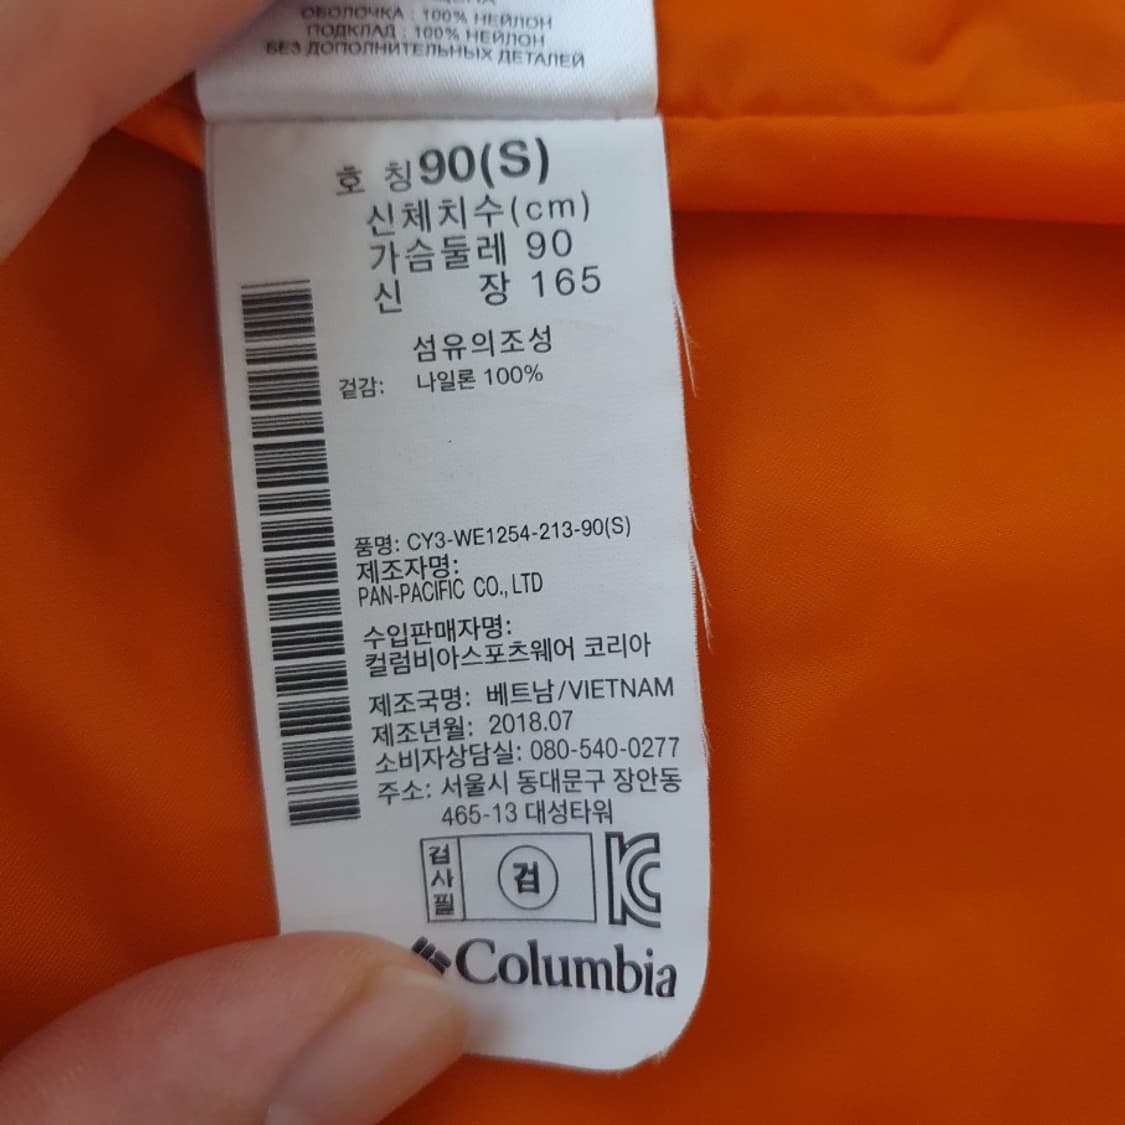 ОБОЛОЧКА : 100% НЕЙЛОН
ПОДКЛАД : 100% НЕЙЛОН
БЕЗ ДОПОЛНИТЕЛЬНЫХ ДЕТАЛЕЙ
호 칭 90(S)
신체치수(cm)
가슴둘레 90
신 장 165
섬유의조성
겉감: 나일론 100%
품명: CY3-WE1254-213-90(S)
제조자명:
PAN-PACIFIC CO., LTD
수입판매자명:
컬럼비아스포츠웨어 코리아
제조국명: 베트남/VIETNAM
제조년월: 2018.07
소비자상담실: 080-540-0277
주소: 서울시 동대문구 장안동
465-13 대성타워
검사필
검
KC
Columbia